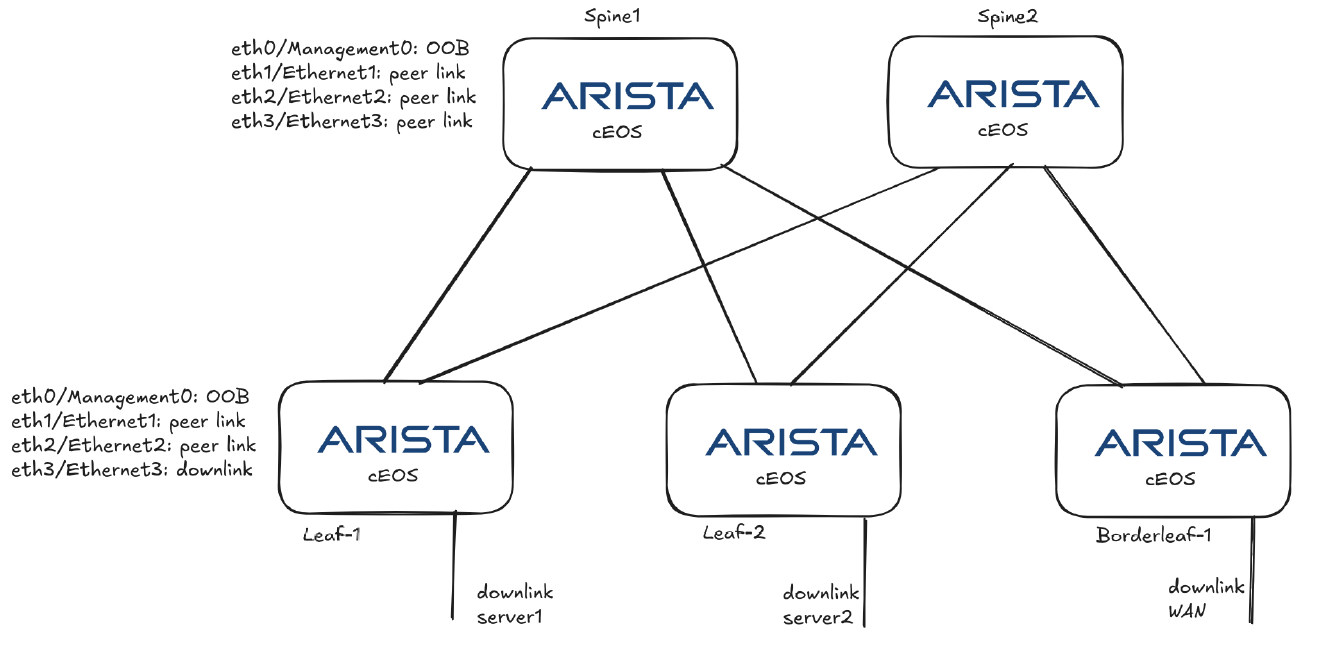 Spine1
Spine2
eth0/Management0: OOB
eth1/Ethernet1: peer link
eth2/Ethernet2: peer link
eth3/Ethernet3: peer link
ARISTA
cEOS
ARISTA
cEOS
eth0/Management0: OOB
eth1/Ethernet1: peer link
eth2/Ethernet2: peer link
eth3/Ethernet3: downlink
ARISTA
cEOS
ARISTA
cEOS
ARISTA
cEOS
Leaf-1
Leaf-2
Borderleaf-1
downlink
server1
downlink
server2
downlink
WAN